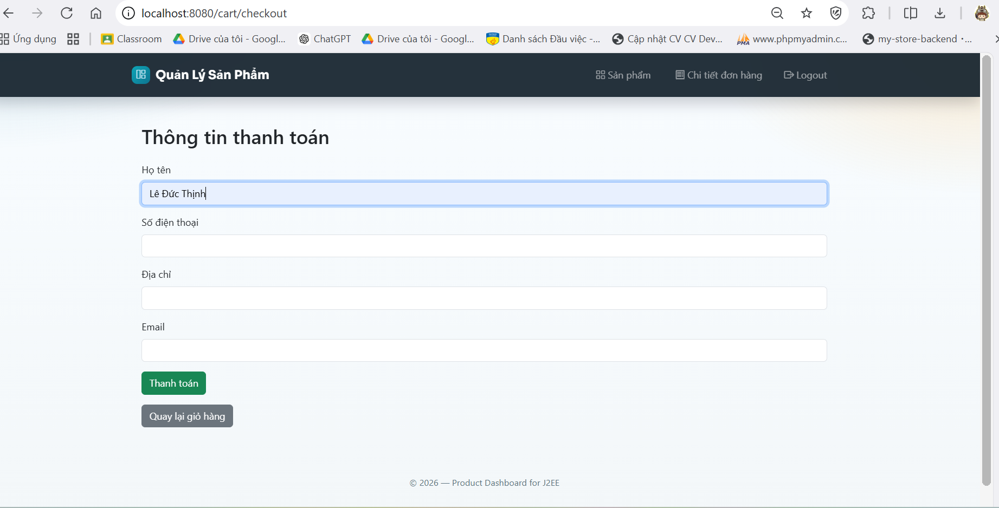 localhost:8080/cart/checkout
Ứng dụng
Classroom
Drive của tôi - Googl...
ChatGPT
Drive của tôi - Googl...
Danh sách Đầu việc -...
Cập nhật CV CV Dev...
PMA
www.phpmyadmin.c...
my-store-backend · ...
Quản Lý Sản Phẩm
Sản phẩm
Chi tiết đơn hàng
Logout
Thông tin thanh toán
Họ tên
Lê Đức Thịnh
Số điện thoại
Địa chỉ
Email
Thanh toán
Quay lại giỏ hàng
© 2026 — Product Dashboard for J2EE